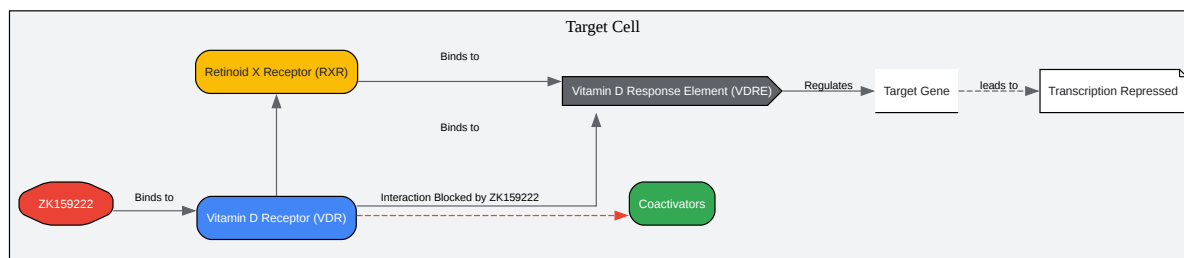 Target Cell
Binds to
Retinoid X Receptor (RXR)
Vitamin D Response Element (VDRE)
Regulates
Target Gene
leads to
Transcription Repressed
Binds to
ZK159222
Binds to
Vitamin D Receptor (VDR)
Interaction Blocked by ZK159222
Coactivators